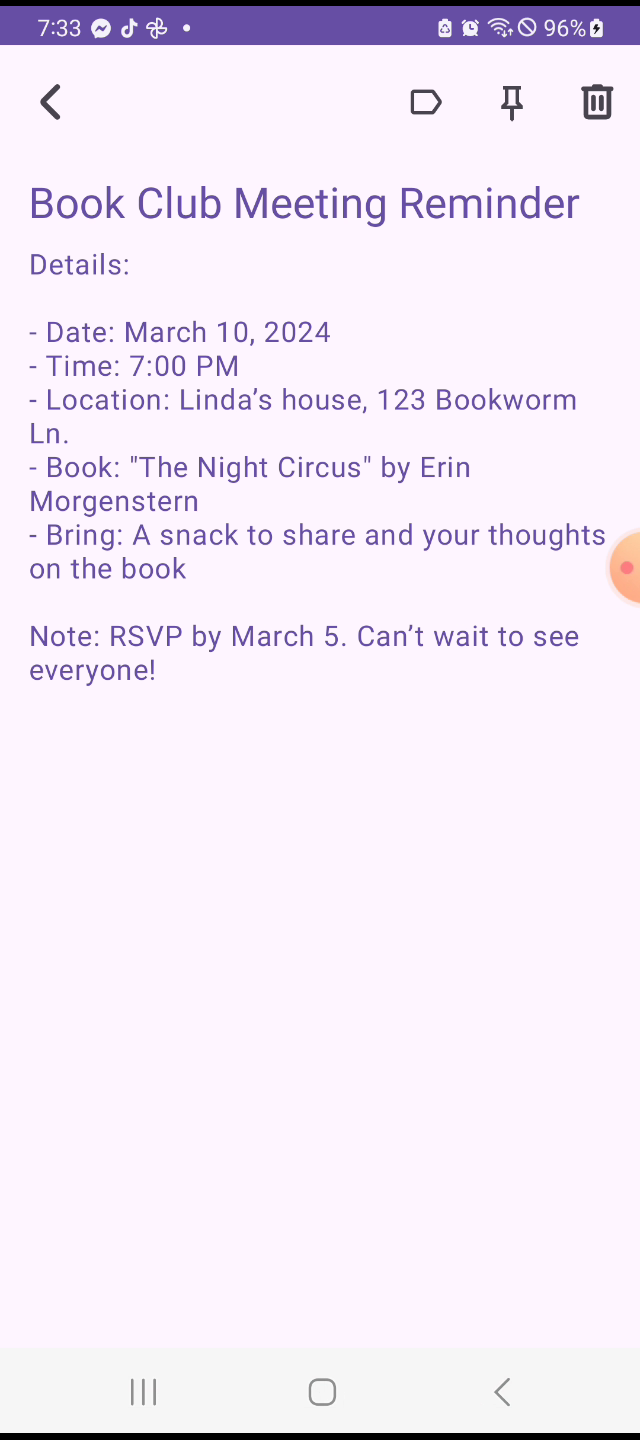 7:33 96%
Book Club Meeting Reminder
Details:
- Date: March 10, 2024
- Time: 7:00 PM
- Location: Linda’s house, 123 Bookworm
Ln.
- Book: "The Night Circus" by Erin
Morgenstern
- Bring: A snack to share and your thoughts
on the book
Note: RSVP by March 5. Can’t wait to see
everyone!